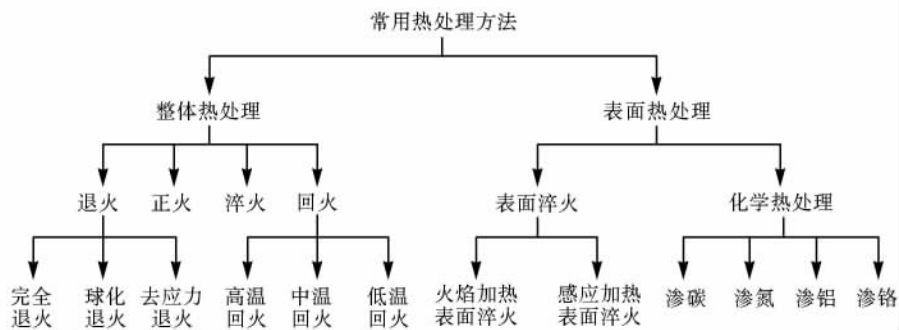 常用热处理方法
整体热处理
表面热处理
退火
正火
淬火
回火
表面淬火
化学热处理
完全
退火
球化
退火
去应力
退火
高温
回火
中温
回火
低温
回火
火焰加热
表面淬火
感应加热
表面淬火
渗碳
渗氮
渗铝
渗铬